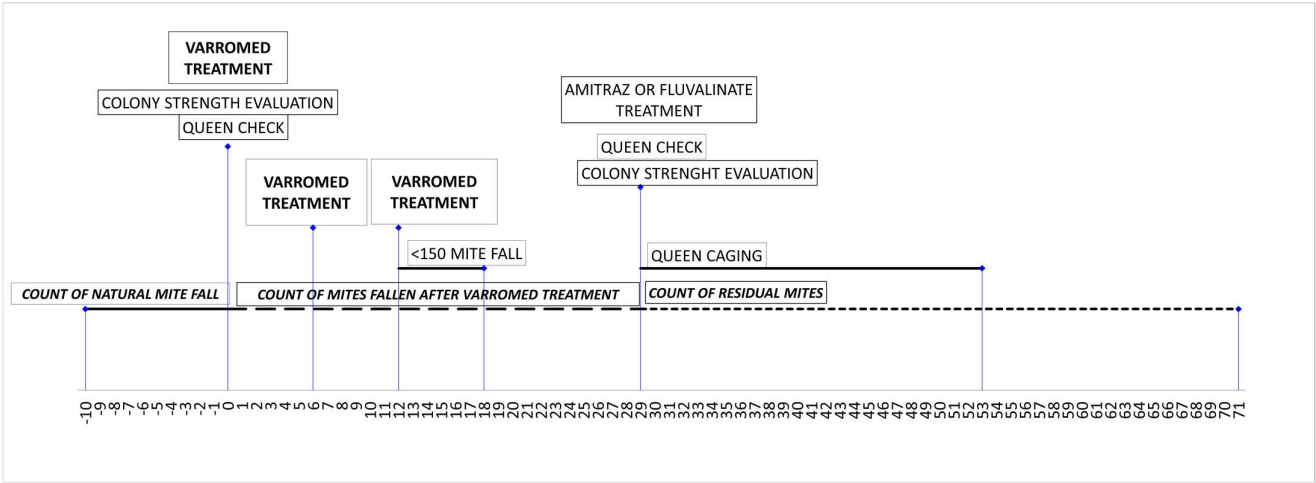 VARROMED
TREATMENT
COLONY STRENGTH EVALUATION
QUEEN CHECK
VARROMED
TREATMENT
VARROMED
TREATMENT
<150 MITE FALL
AMITRAZ OR FLUVALINATE
TREATMENT
QUEEN CHECK
COLONY STRENGHT EVALUATION
QUEEN CAGING
COUNT OF NATURAL MITE FALL
COUNT OF MITES FALLEN AFTER VARROMED TREATMENT
COUNT OF RESIDUAL MITES
-10 -9 -8 -7 -6 -5 -4 -3 -2 -1 0 1 2 3 4 5 6 7 8 9 10 11 12 13 14 15 16 17 18 19 20 21 22 23 24 25 26 27 28 29 30 31 32 33 34 35 36 37 38 39 40 41 42 43 44 45 46 47 48 49 50 51 52 53 54 55 56 57 58 59 60 61 62 63 64 65 66 67 68 69 70 71